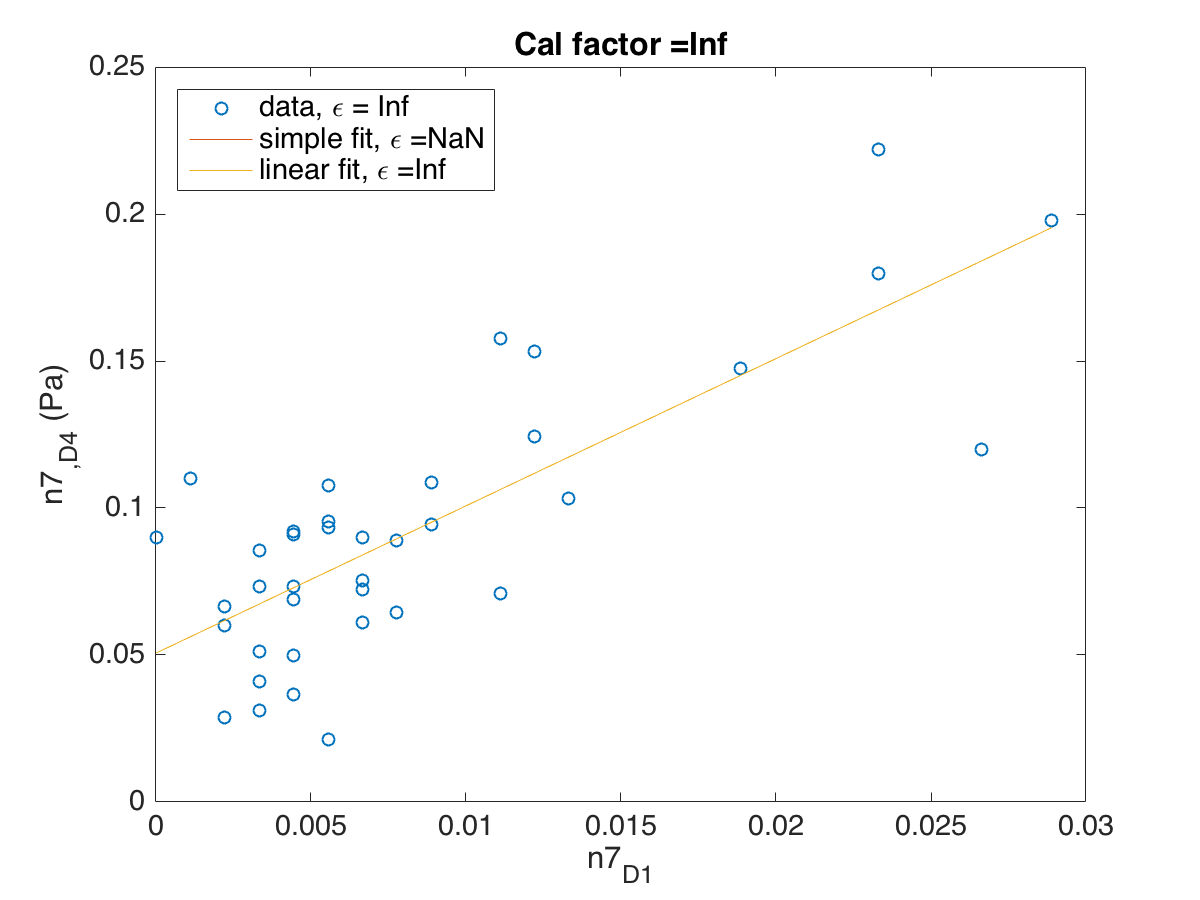 Cal factor =Inf
0.25
0.2
0.15
0.1
0.05
0
data, ϵ = Inf
simple fit, ϵ =NaN
linear fit, ϵ =Inf
n7,D4 (Pa)
0 0.005 0.01 0.015 0.02 0.025 0.03
n7D1